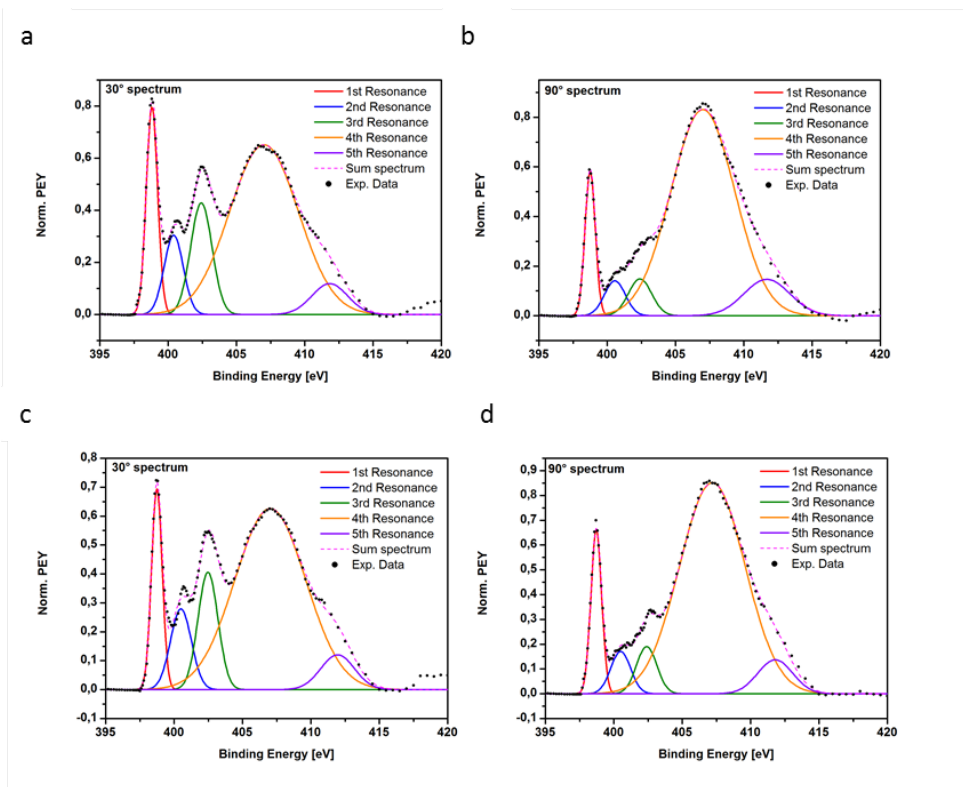 a
30° spectrum
1st Resonance
2nd Resonance
3rd Resonance
4th Resonance
5th Resonance
Sum spectrum
Exp. Data
0,8
0,6
0,4
0,2
0,0
Norm. PEY
395 400 405 410 415 420
Binding Energy [eV]
b
90° spectrum
1st Resonance
2nd Resonance
3rd Resonance
4th Resonance
5th Resonance
Sum spectrum
Exp. Data
0,8
0,6
0,4
0,2
0,0
Norm. PEY
395 400 405 410 415 420
Binding Energy [eV]
c
30° spectrum
1st Resonance
2nd Resonance
3rd Resonance
4th Resonance
5th Resonance
Sum spectrum
Exp. Data
0,8
0,7
0,6
0,5
0,4
0,3
0,2
0,1
0,0
-0,1
Norm. PEY
395 400 405 410 415 420
Binding Energy [eV]
d
90° spectrum
1st Resonance
2nd Resonance
3rd Resonance
4th Resonance
5th Resonance
Sum spectrum
Exp. Data
0,9
0,8
0,7
0,6
0,5
0,4
0,3
0,2
0,1
0,0
-0,1
Norm. PEY
395 400 405 410 415 420
Binding Energy [eV]